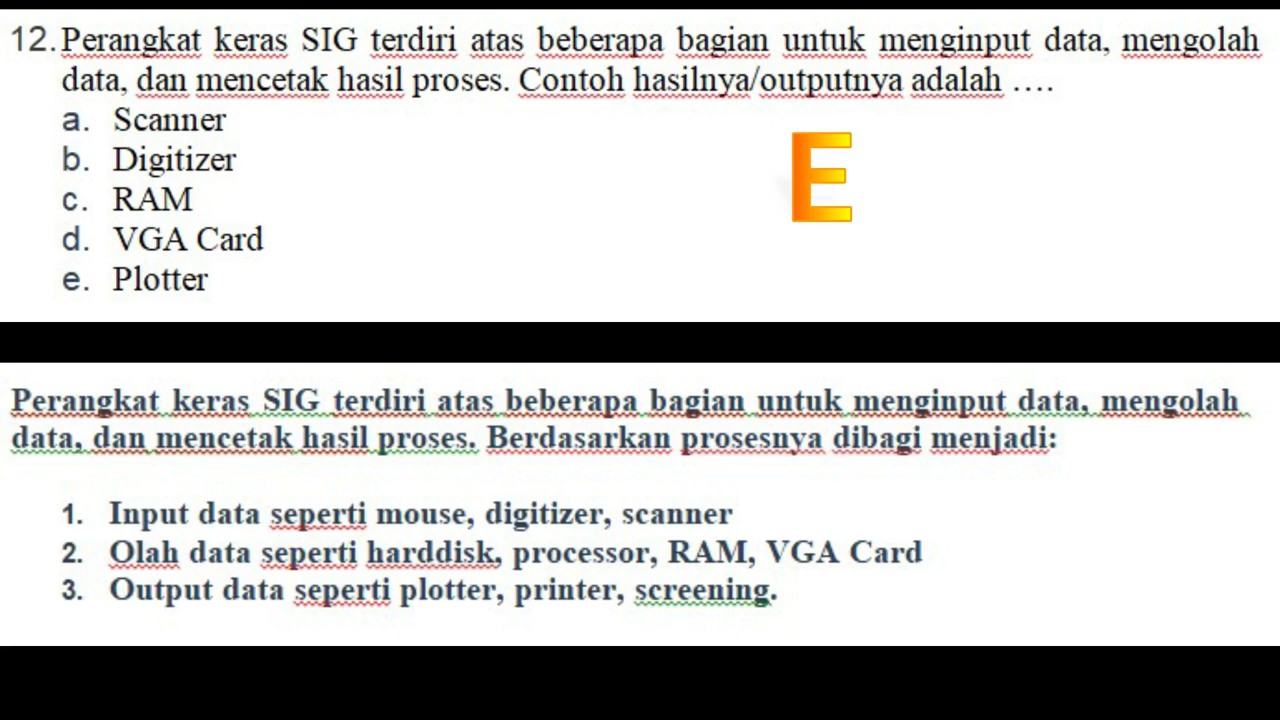 12. Perangkat keras SIG terdiri atas beberapa bagian untuk menginput data, mengolah
data, dan mencetak hasil proses. Contoh hasilnya/outputnya adalah ….
a. Scanner
b. Digitizer
c. RAM
d. VGA Card
e. Plotter
E
Perangkat keras SIG terdiri atas beberapa bagian untuk menginput data, mengolah
data, dan mencetak hasil proses. Berdasarkan prosesnya dibagi menjadi:
1. Input data seperti mouse, digitizer, scanner
2. Olah data seperti harddisk, processor, RAM, VGA Card
3. Output data seperti plotter, printer, screening.